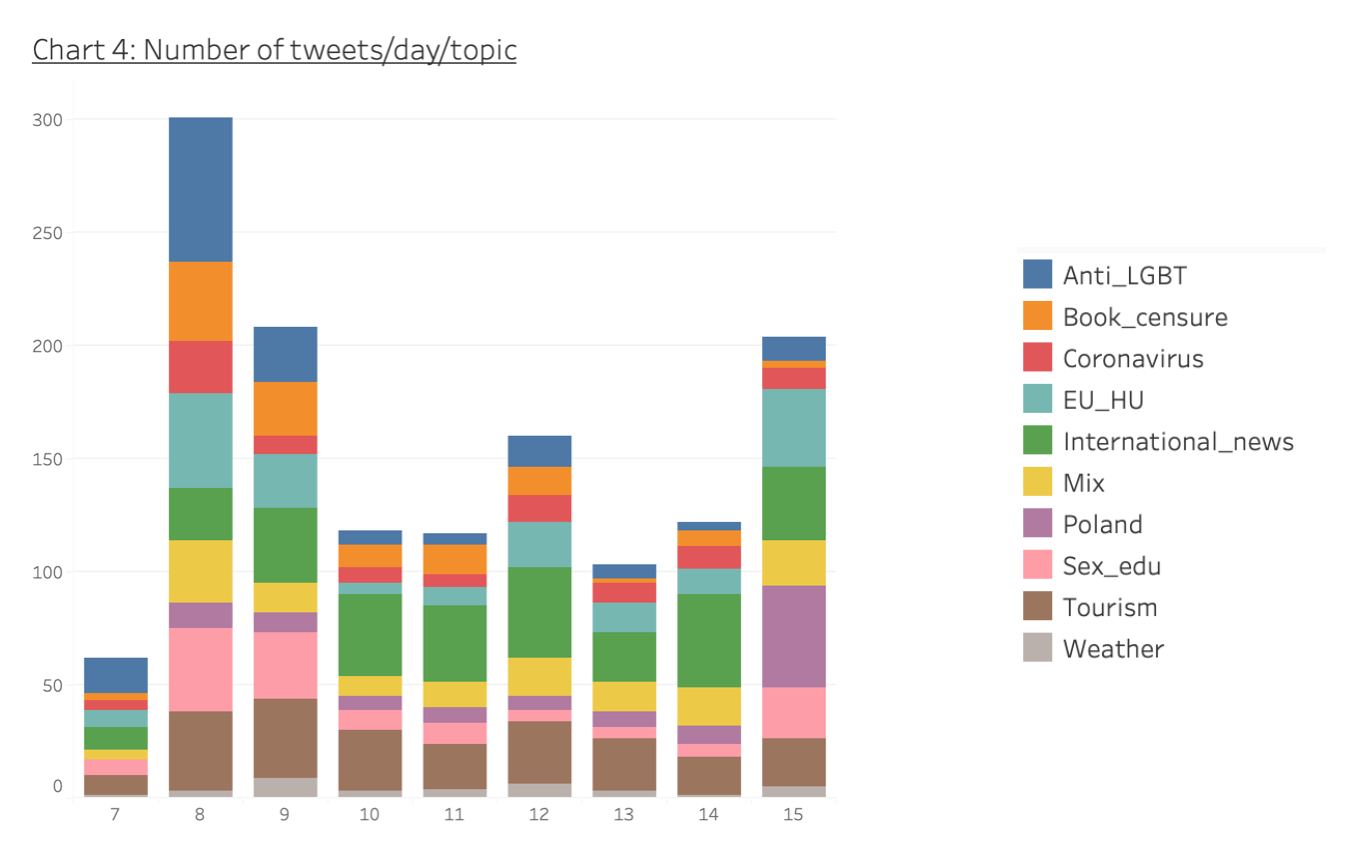 Chart 4: Number of tweets/day/topic
300
250
200
150
100
50
0
7 8 9 10 11 12 13 14 15
Anti_LGBT
Book_censure
Coronavirus
EU_HU
International_news
Mix
Poland
Sex_edu
Tourism
Weather